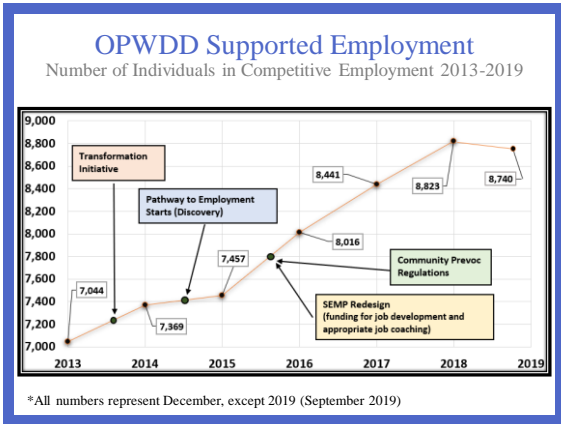 OPWDD Supported Employment
Number of Individuals in Competitive Employment 2013-2019
9,000
8,800
8,600
8,400
8,200
8,000
7,800
7,600
7,400
7,200
7,000
Transformation
Initiative
Pathway to Employment
Starts (Discovery)
7,044
7,369
7,457
8,016
8,441
8,823
8,740
Community Prevoc
Regulations
SEMP Redesign
(funding for job development and
appropriate job coaching)
2013 2014 2015 2016 2017 2018 2019
*All numbers represent December, except 2019 (September 2019)